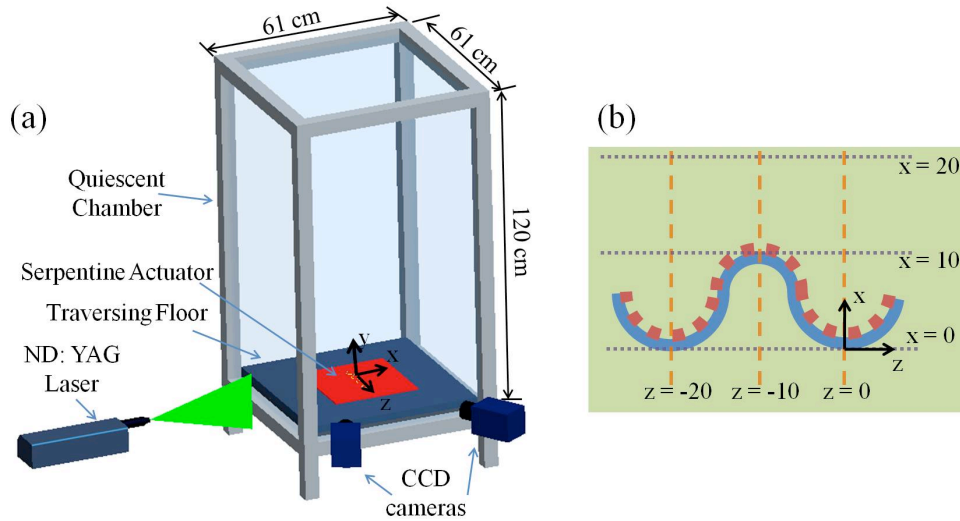 (a)
61 cm
61 cm
120 cm
Quiescent
Chamber
Serpentine Actuator
Traversing Floor
ND: YAG
Laser
y
x
z
CCD
cameras
(b)
x = 20
x = 10
x
x = 0
z
z = -20
z = -10
z = 0